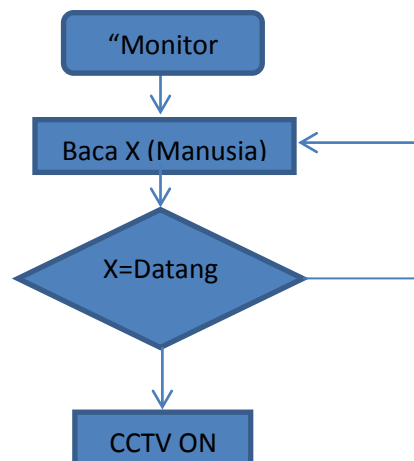 “Monitor
Baca X (Manusia)
X=Datang
CCTV ON